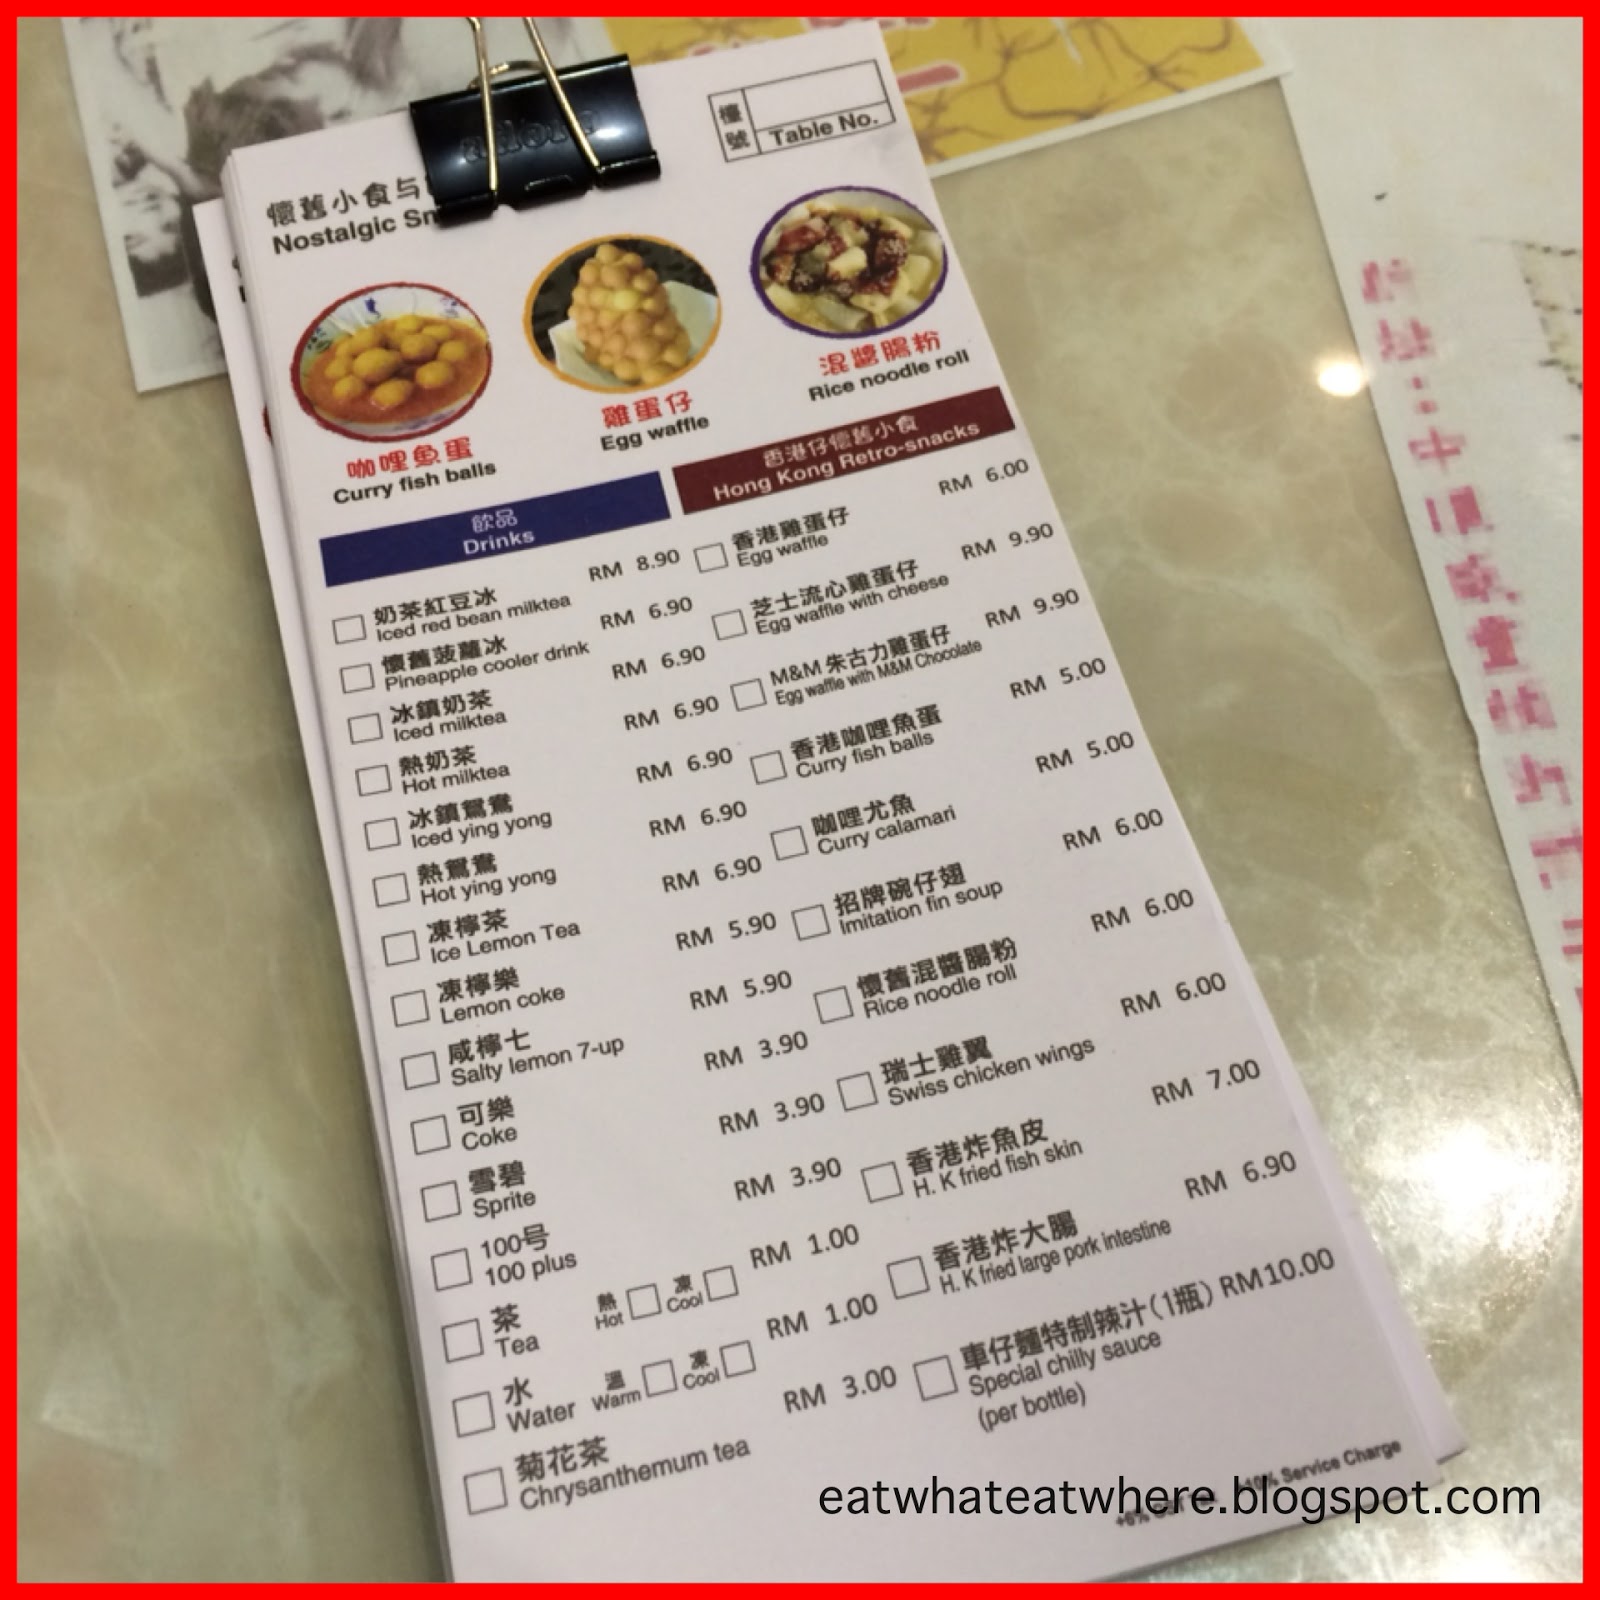 檯號
Table No.
懷舊小食与
Nostalgic Sn
咖哩魚蛋
Curry fish balls
雞蛋仔
Egg waffle
混醬腸粉
Rice noodle roll
飲品
Drinks
奶茶紅豆冰 RM 8.90
Iced red bean milktea
懷舊菠蘿冰 RM 6.90
Pineapple cooler drink
冰鎮奶茶 RM 6.90
Iced milktea
熱奶茶 RM 6.90
Hot milktea
冰鎮鴛鴦 RM 6.90
Iced ying yong
熱鴛鴦 RM 6.90
Hot ying yong
凍檸茶 RM 6.90
Ice Lemon Tea
凍檸樂 RM 5.90
Lemon coke
咸檸七 RM 5.90
Salty lemon 7-up
可樂 RM 3.90
Coke
雪碧 RM 3.90
Sprite
100号 RM 3.90
100 plus
茶 熱 凍 RM 1.00
Tea Hot Cool
水 溫 凍 RM 1.00
Water Warm Cool
菊花茶 RM 3.00
Chrysanthemum tea
香港仔懷舊小食
Hong Kong Retro-snacks
香港雞蛋仔 RM 6.00
Egg waffle
芝士流心雞蛋仔 RM 9.90
Egg waffle with cheese
M&M 朱古力雞蛋仔 RM 9.90
Egg waffle with M&M Chocolate
香港咖哩魚蛋 RM 5.00
Curry fish balls
咖哩尤魚 RM 5.00
Curry calamari
招牌碗仔翅 RM 6.00
Imitation fin soup
懷舊混醬腸粉 RM 6.00
Rice noodle roll
瑞士雞翼 RM 6.00
Swiss chicken wings
香港炸魚皮 RM 7.00
H. K fried fish skin
香港炸大腸 RM 6.90
H. K fried large pork intestine
車仔麵特制辣汁(1瓶) RM10.00
Special chilly sauce
(per bottle)
+6% GST +10% Service Charge
eatwhateatwhere.blogspot.com